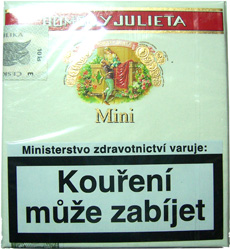 Y JULIETA
Mini
Ministerstvo zdravotnictví varuje:
Kouření
může zabíjet